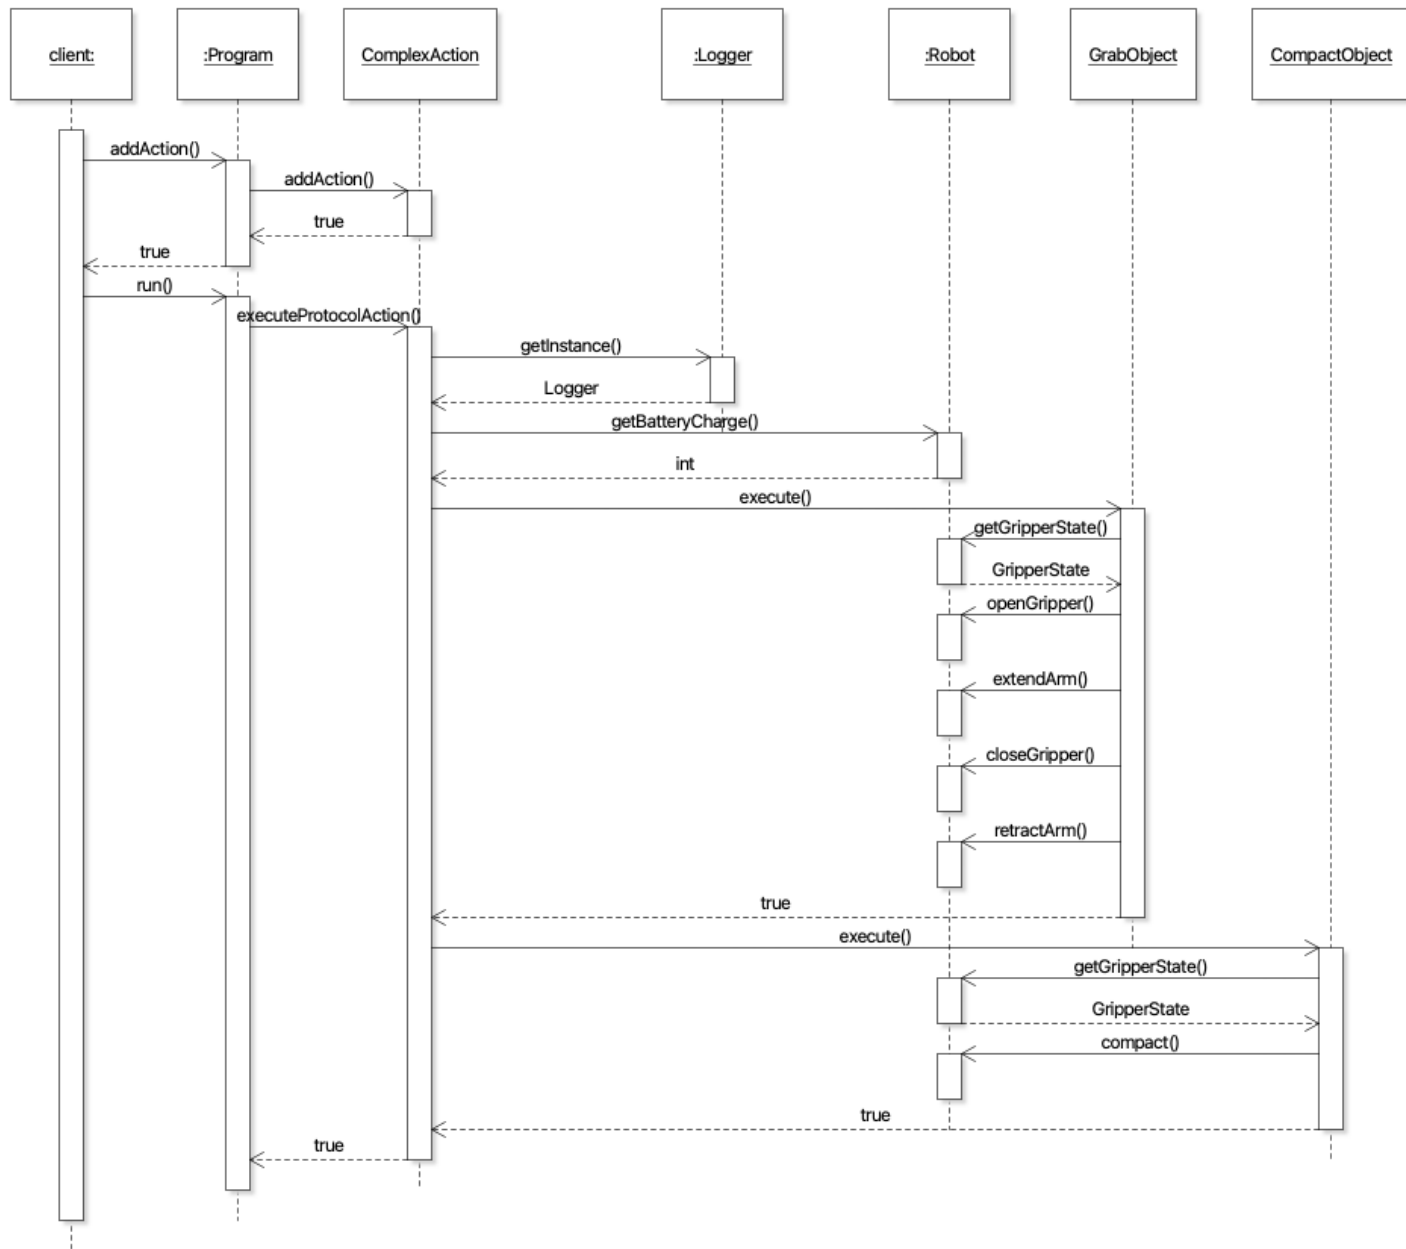 client:
:Program
ComplexAction
:Logger
:Robot
GrabObject
CompactObject
addAction()
addAction()
true
true
run()
executeProtocolAction()
getInstance()
Logger
getBatteryCharge()
int
execute()
getGripperState()
GripperState
openGripper()
extendArm()
closeGripper()
retractArm()
true
execute()
getGripperState()
GripperState
compact()
true
true